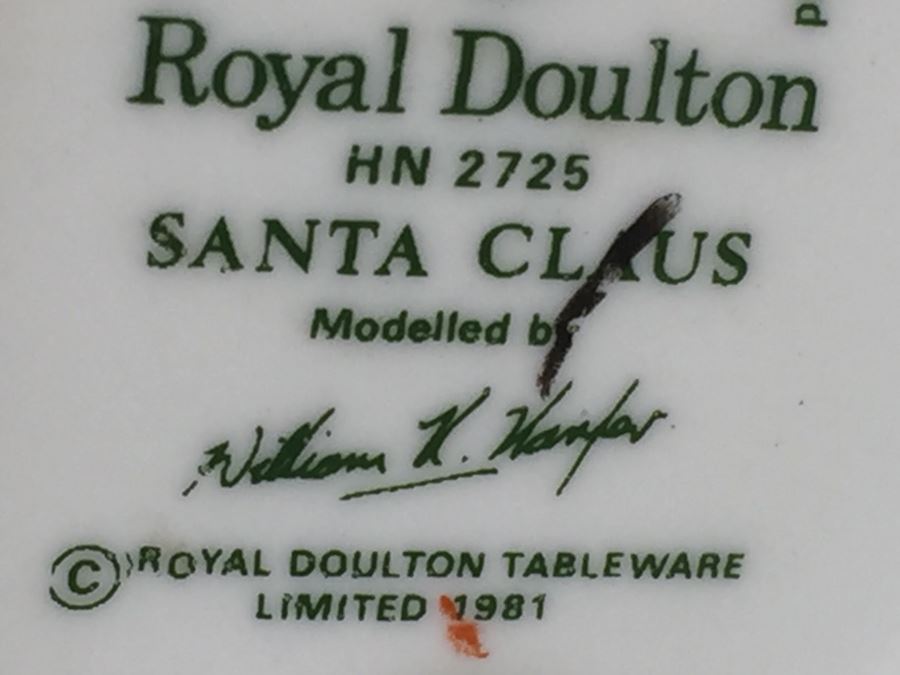 Royal Doulton
HN 2725
SANTA CLAUS
Modelled by
William K. Harper
© ROYAL DOULTON TABLEWARE
LIMITED 1981